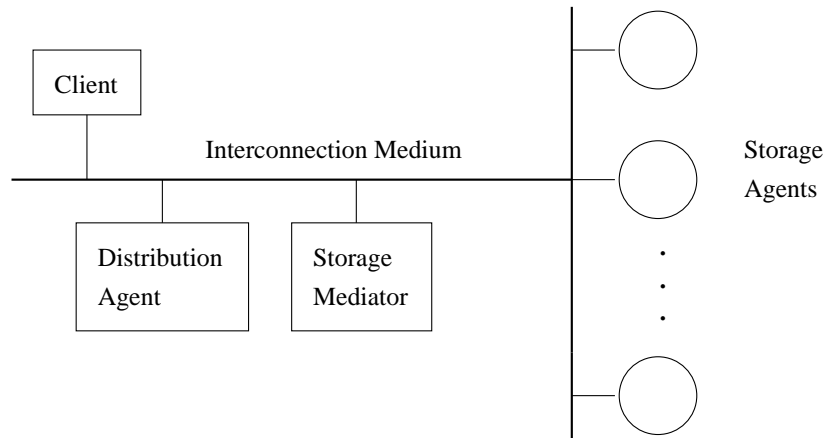 Client
Interconnection Medium
Storage
Agents
Distribution
Agent
Storage
Mediator